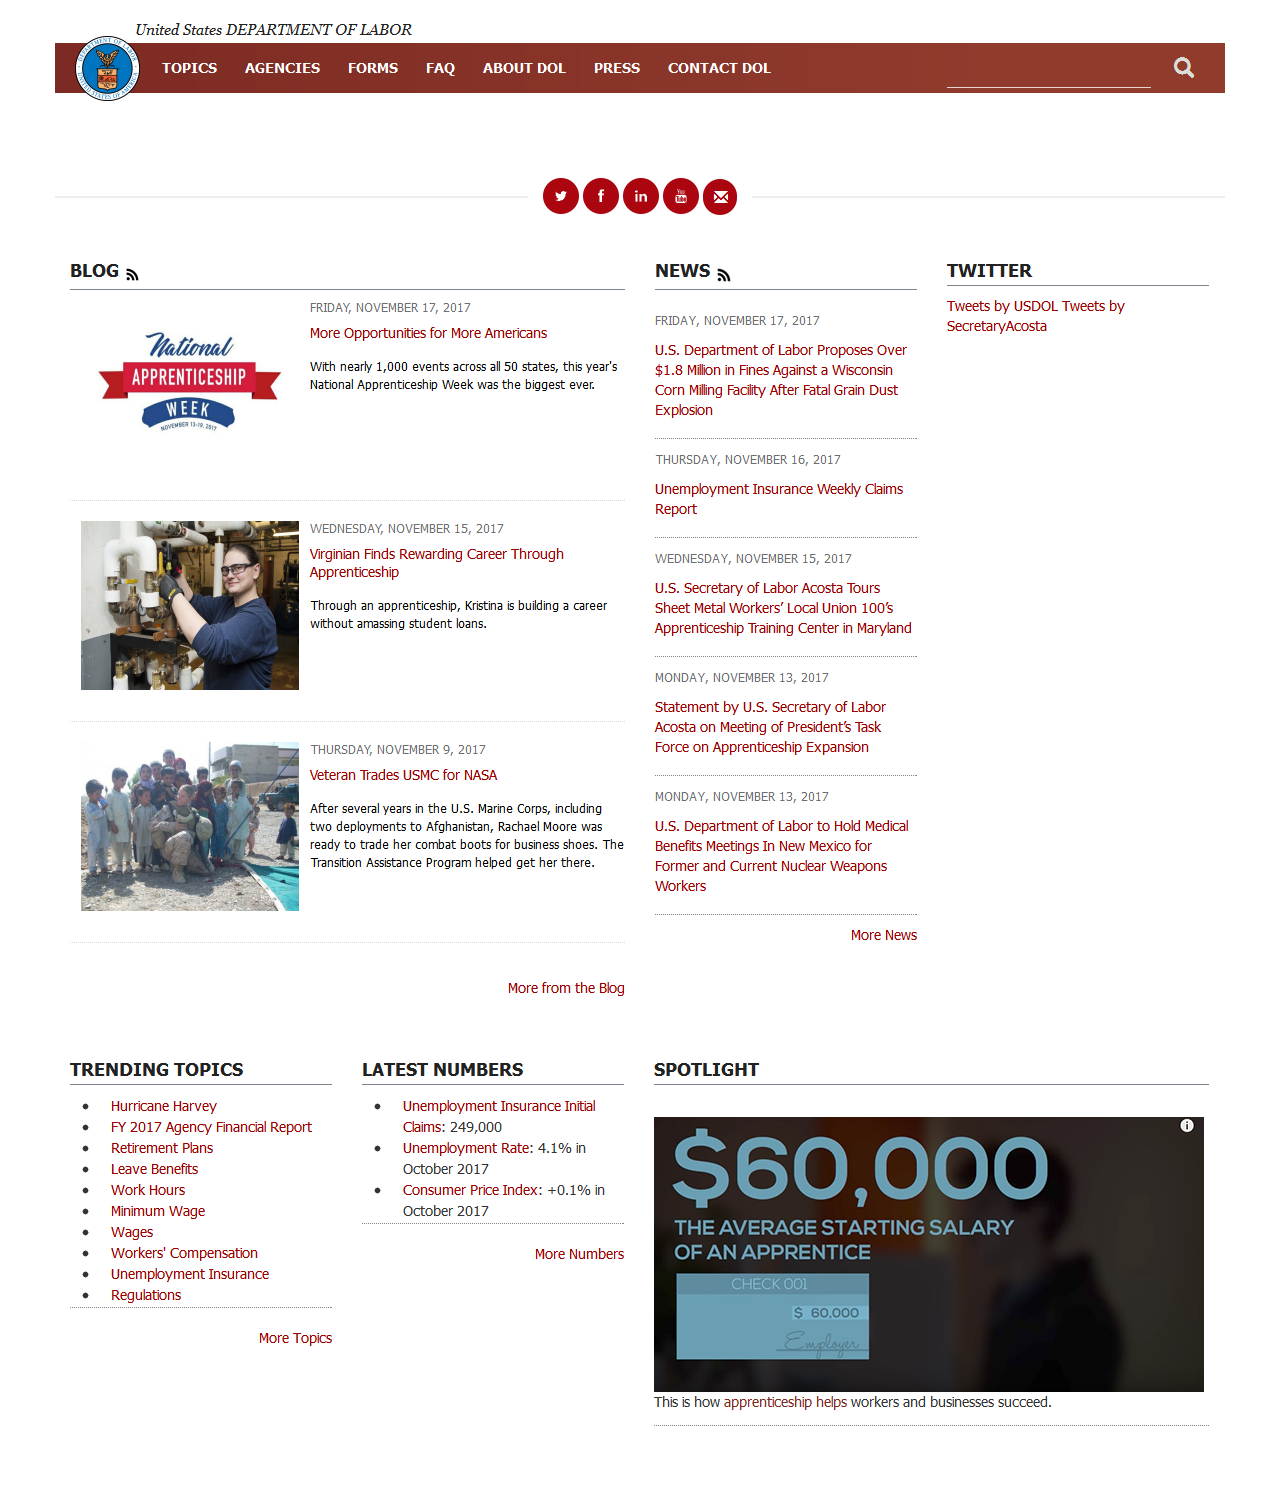 United States DEPARTMENT OF LABOR
TOPICS AGENCIES FORMS FAQ ABOUT DOL PRESS CONTACT DOL
BLOG
FRIDAY, NOVEMBER 17, 2017
More Opportunities for More Americans
With nearly 1,000 events across all 50 states, this year's
National Apprenticeship Week was the biggest ever.
National
APPRENTICESHIP
WEEK
NOVEMBER 13-19, 2017
WEDNESDAY, NOVEMBER 15, 2017
Virginian Finds Rewarding Career Through
Apprenticeship
Through an apprenticeship, Kristina is building a career
without amassing student loans.
THURSDAY, NOVEMBER 9, 2017
Veteran Trades USMC for NASA
After several years in the U.S. Marine Corps, including
two deployments to Afghanistan, Rachael Moore was
ready to trade her combat boots for business shoes. The
Transition Assistance Program helped get her there.
More from the Blog
NEWS
FRIDAY, NOVEMBER 17, 2017
U.S. Department of Labor Proposes Over
$1.8 Million in Fines Against a Wisconsin
Corn Milling Facility After Fatal Grain Dust
Explosion
THURSDAY, NOVEMBER 16, 2017
Unemployment Insurance Weekly Claims
Report
WEDNESDAY, NOVEMBER 15, 2017
U.S. Secretary of Labor Acosta Tours
Sheet Metal Workers’ Local Union 100’s
Apprenticeship Training Center in Maryland
MONDAY, NOVEMBER 13, 2017
Statement by U.S. Secretary of Labor
Acosta on Meeting of President’s Task
Force on Apprenticeship Expansion
MONDAY, NOVEMBER 13, 2017
U.S. Department of Labor to Hold Medical
Benefits Meetings In New Mexico for
Former and Current Nuclear Weapons
Workers
More News
TWITTER
Tweets by USDOL Tweets by
SecretaryAcosta
TRENDING TOPICS
Hurricane Harvey
FY 2017 Agency Financial Report
Retirement Plans
Leave Benefits
Work Hours
Minimum Wage
Wages
Workers' Compensation
Unemployment Insurance
Regulations
More Topics
LATEST NUMBERS
Unemployment Insurance Initial
Claims: 249,000
Unemployment Rate: 4.1% in
October 2017
Consumer Price Index: +0.1% in
October 2017
More Numbers
SPOTLIGHT
$60,000
THE AVERAGE STARTING SALARY
OF AN APPRENTICE
CHECK 001
$ 60,000
Employer
This is how apprenticeship helps workers and businesses succeed.